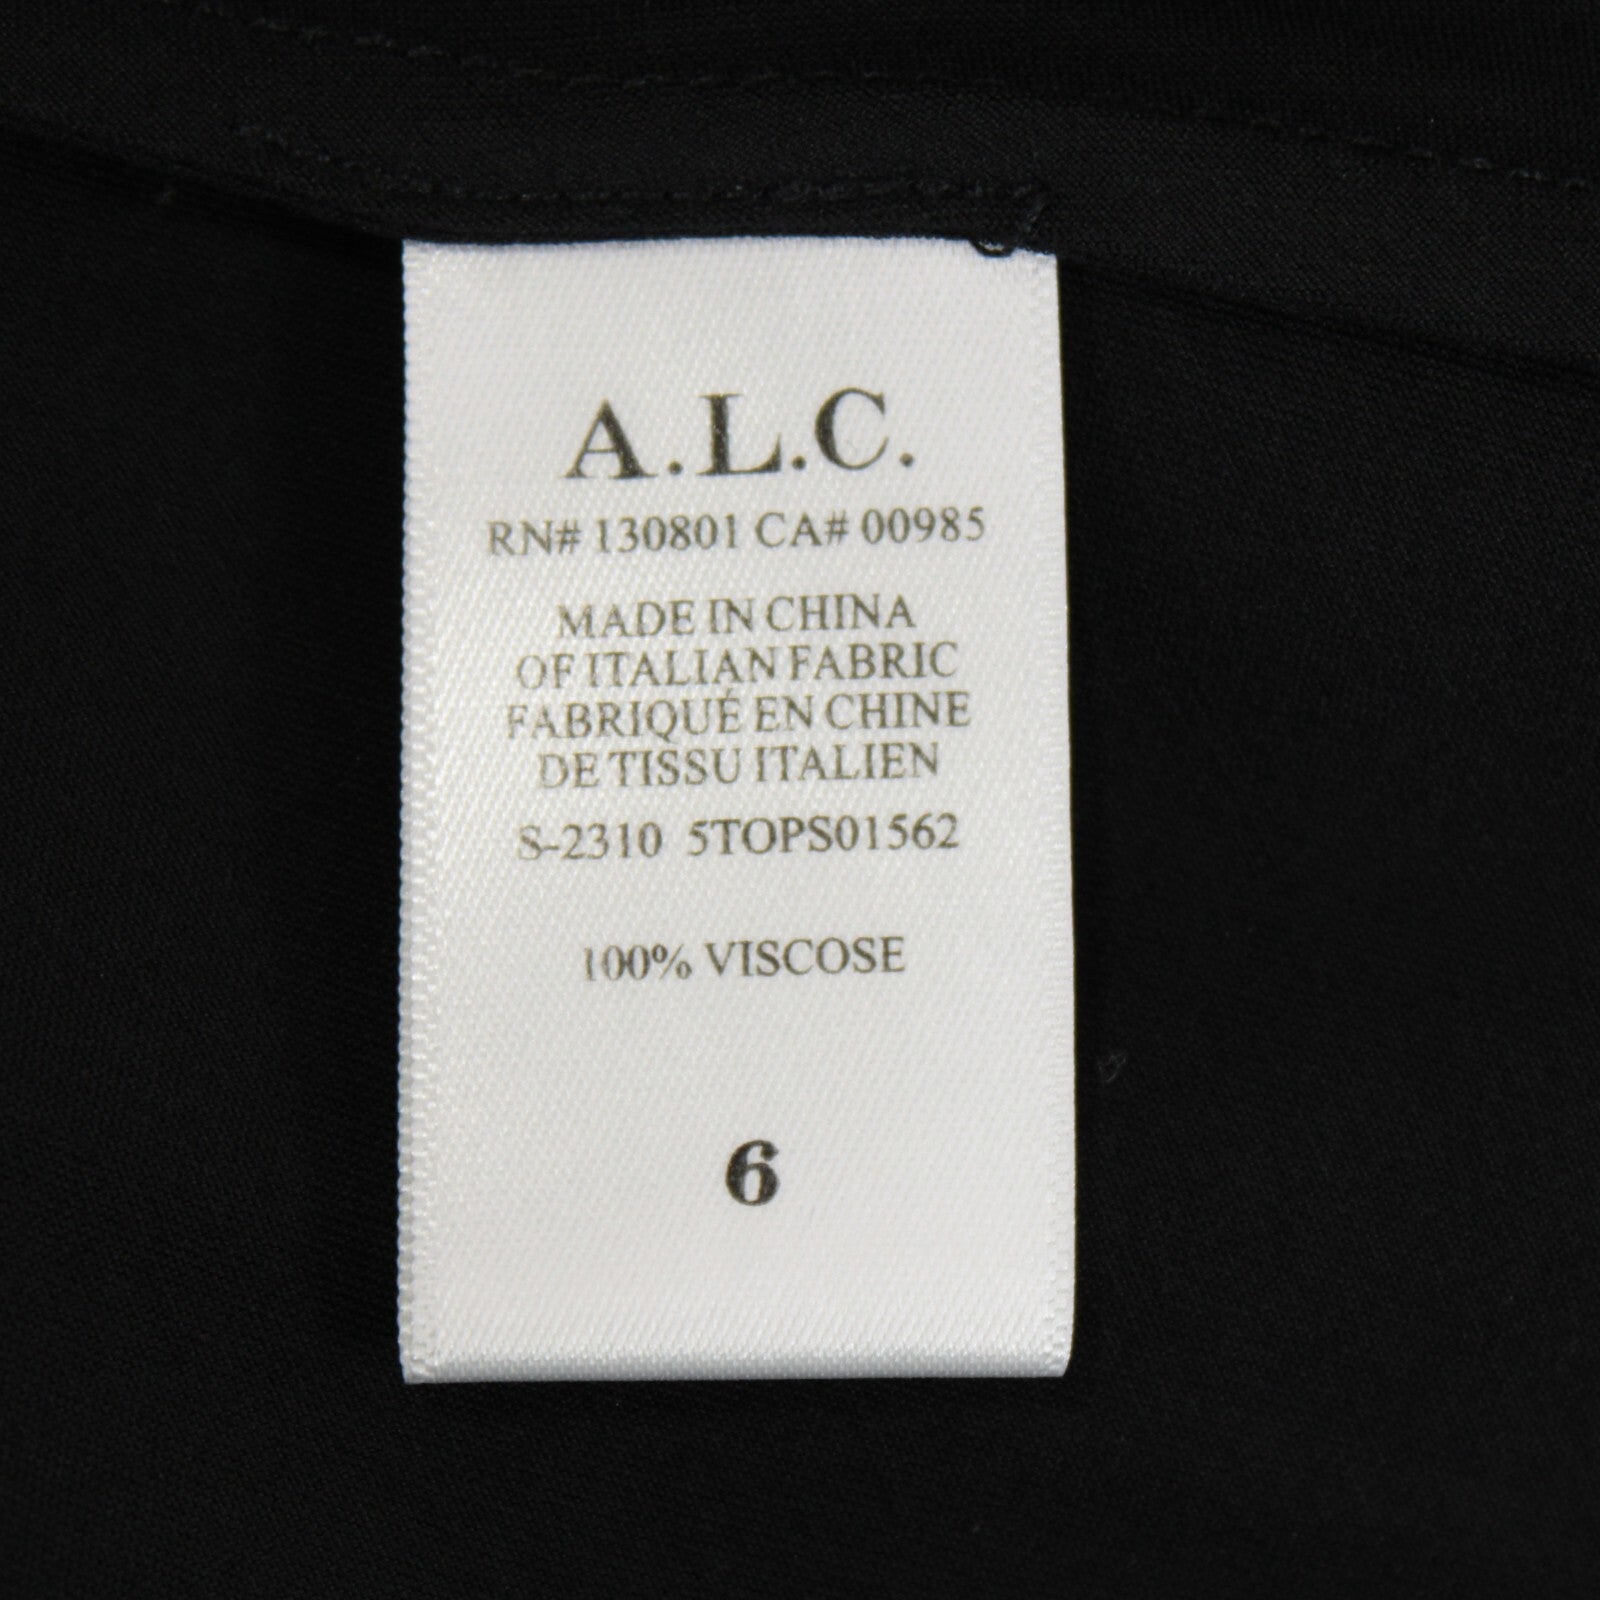 A.L.C.
RN# 130801 CA# 00985
MADE IN CHINA
OF ITALIAN FABRIC
FABRIQUÉ EN CHINE
DE TISSU ITALIEN
S-2310 5TOPS01562
100% VISCOSE
6